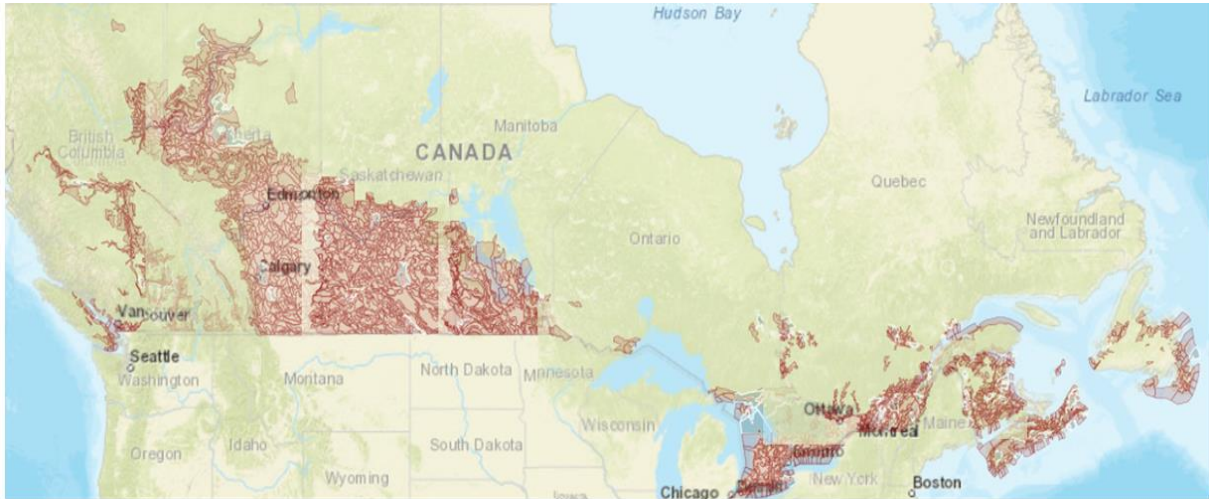 Hudson Bay
Labrador Sea
British
Columbia
Alberta
Manitoba
CANADA
Saskatchewan
Edmonton
Quebec
Newfoundland
and Labrador
Ontario
Calgary
Vancouver
Seattle
Washington
Montana
North Dakota
Minnesota
Ottawa
Montreal
Maine
Wisconsin
Toronto
Oregon
Idaho
Wyoming
South Dakota
Iowa
Chicago
Detroit
New York
Boston